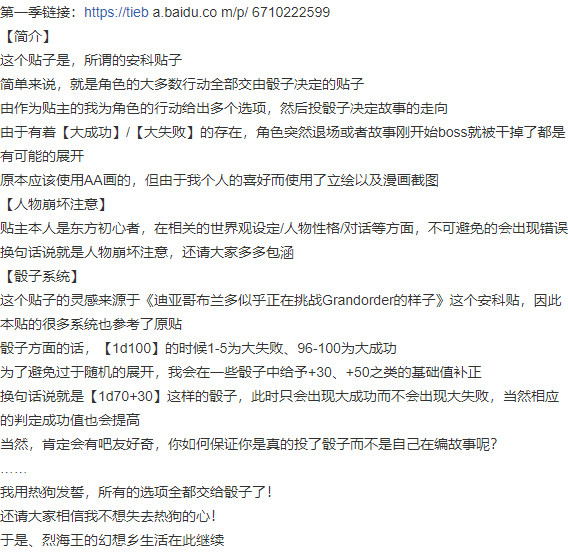 第一季链接：https://tieb a.baidu.co m/p/ 6710222599
【简介】
这个贴子是，所谓的安科贴子
简单来说，就是角色的大多数行动全部交由骰子决定的贴子
由作为贴主的我为角色的行动给出多个选项，然后投骰子决定故事的走向
由于有着【大成功】/【大失败】的存在，角色突然退场或者故事刚开始boss就被干掉了都是
有可能的展开
原本应该使用AA画的，但由于我个人的喜好而使用了立绘以及漫画截图
【人物崩坏注意】
贴主本人是东方初心者，在相关的世界观设定/人物性格/对话等方面，不可避免的会出现错误
换句话说就是人物崩坏注意，还请大家多多包涵
【骰子系统】
这个贴子的灵感来源于《迪亚哥布兰多似乎正在挑战Grandorder的样子》这个安科贴，因此
本贴的很多系统也参考了原贴
骰子方面的话，【1d100】的时候1-5为大失败、96-100为大成功
为了避免过于随机的展开，我会在一些骰子中给予+30、+50之类的基础值补正
换句话说就是【1d70+30】这样的骰子，此时只会出现大成功而不会出现大失败，当然相应
的判定成功值也会提高
当然，肯定会有吧友好奇，你如何保证你是真的投了骰子而不是自己在编故事呢？
……
我用热狗发誓，所有的选项全都交给骰子了！
还请大家相信我不想失去热狗的心！
于是、烈海王的幻想乡生活在此继续